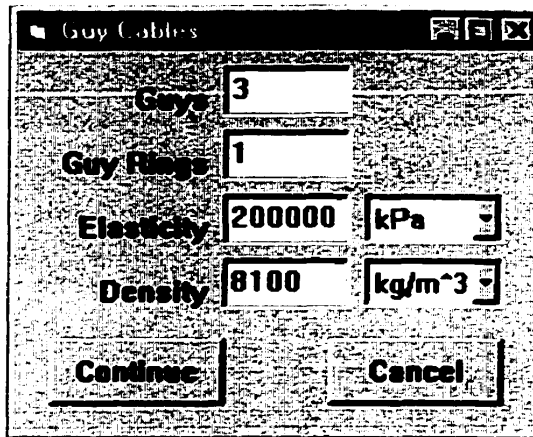 Guy Cables
Guys 3
Guy Rings 1
Elasticity 200000 kPa
Density 8100 kg/m^3
Continue Cancel